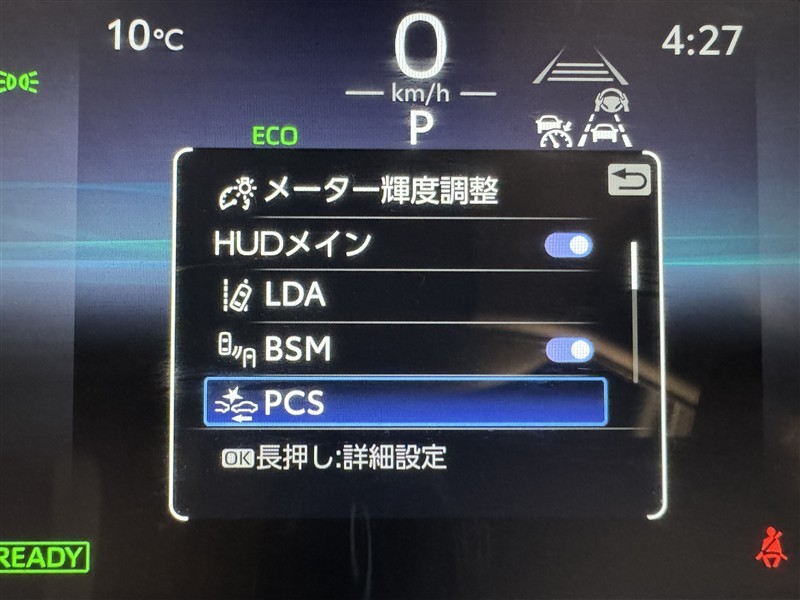 10°C
0
4:27
km/h
ECO
P
メーター輝度調整
HUDメイン
LDA
BSM
PCS
OK長押し:詳細設定
READY